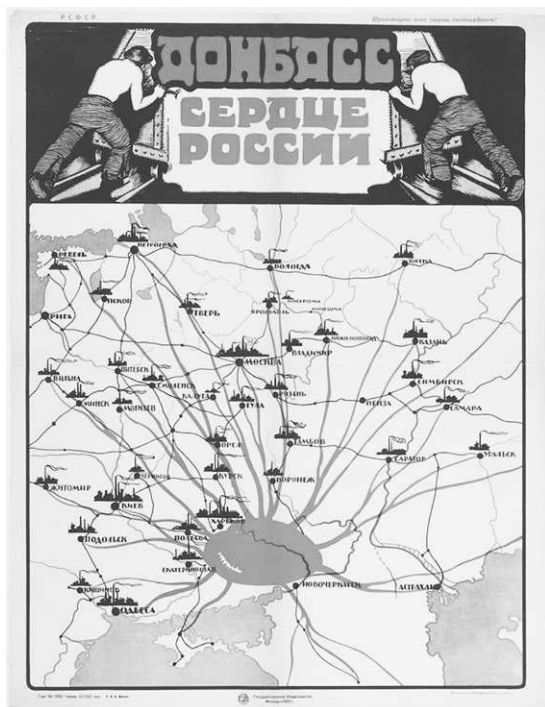 РСФСР
Пролетарии всех стран, соединяйтесь!
ДОНБАСС
СЕРДЦЕ
РОССИИ
РЕВЕЛЬ
ПЕТРОГРАД
ВОЛОГДА
ВЯТКА
ПСКОВ
ТВЕРЬ
ЯРОСЛАВЛЬ
КОСТРОМА
РИГА
МОСКВА
ВЛАДИМИР
НИЖНИЙ НОВГОРОД
КАЗАНЬ
ВИЛЬНА
ВИТЕБСК
СМОЛЕНСК
СИМБИРСК
МИНСК
МОГИЛЕВ
КАЛУГА
ТУЛА
РЯЗАНЬ
ПЕНЗА
САМАРА
ОРЕЛ
ТАМБОВ
САРАТОВ
УРАЛЬСК
ЖИТОМИР
ЧЕРНИГОВ
КУРСК
ВОРОНЕЖ
КИЕВ
ХАРЬКОВ
ПОДОЛЬСК
ПОЛТАВА
ЕКАТЕРИНОСЛАВ
КИШИНЕВ
ОДЕССА
НОВОЧЕРКАССК
АСТРАХАНЬ
Государственное Издательство